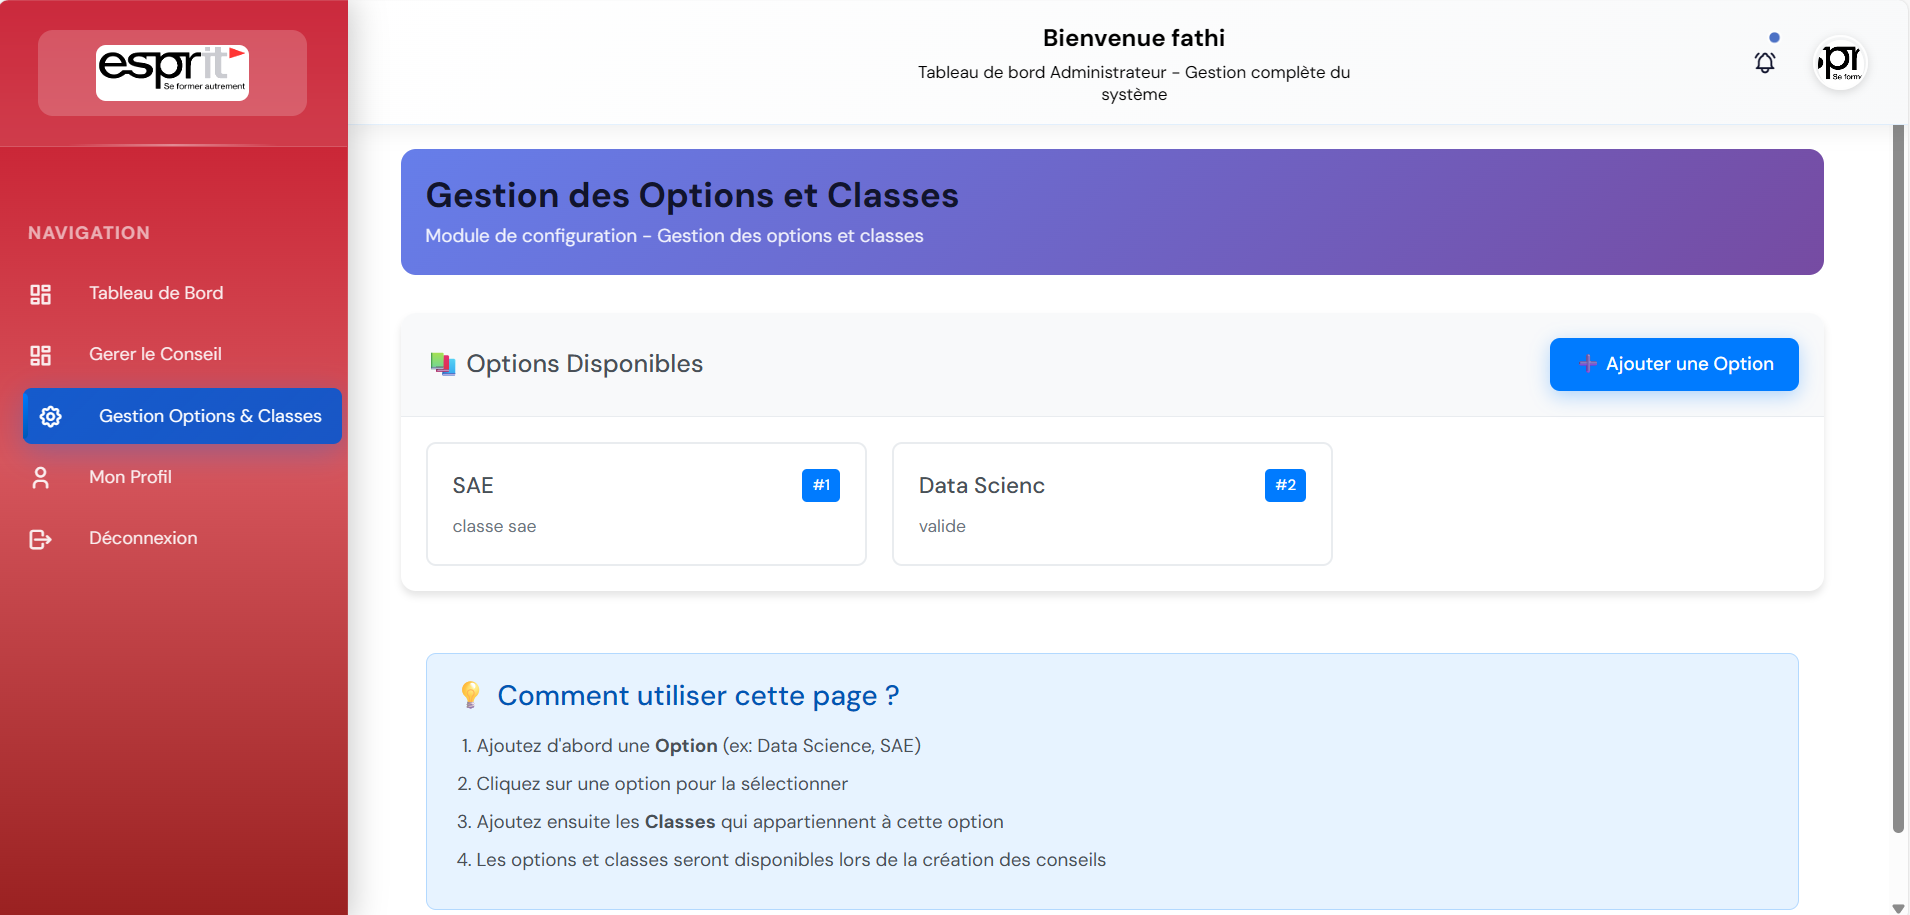 esprit
Se former autrement
NAVIGATION
Tableau de Bord
Gerer le Conseil
Gestion Options & Classes
Mon Profil
Déconnexion
Bienvenue fathi
Tableau de bord Administrateur - Gestion complète du
système
pr
Se form
Gestion des Options et Classes
Module de configuration - Gestion des options et classes
Options Disponibles
Ajouter une Option
SAE
#1
classe sae
Data Scienc
#2
valide
Comment utiliser cette page ?
1. Ajoutez d'abord une Option (ex: Data Science, SAE)
2. Cliquez sur une option pour la sélectionner
3. Ajoutez ensuite les Classes qui appartiennent à cette option
4. Les options et classes seront disponibles lors de la création des conseils